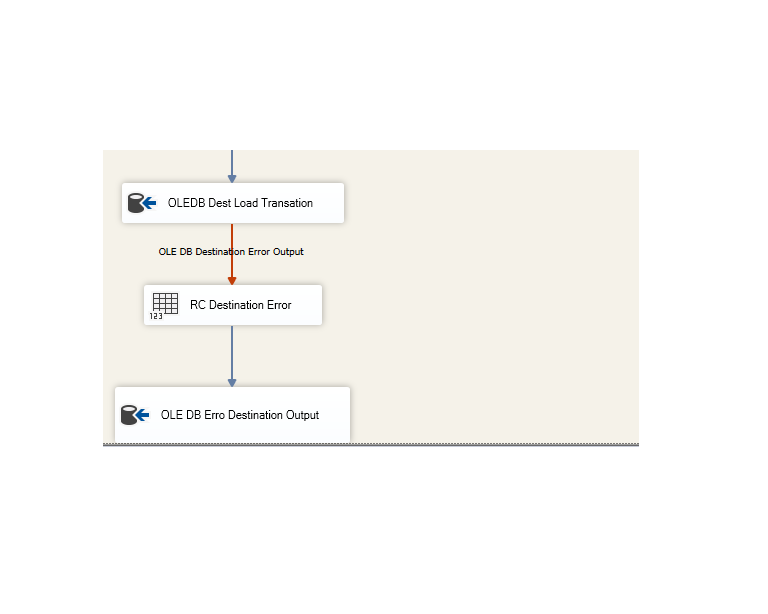 OLEDB Dest Load Transation
OLE DB Destination Error Output
RC Destination Error
123
OLE DB Erro Destination Output